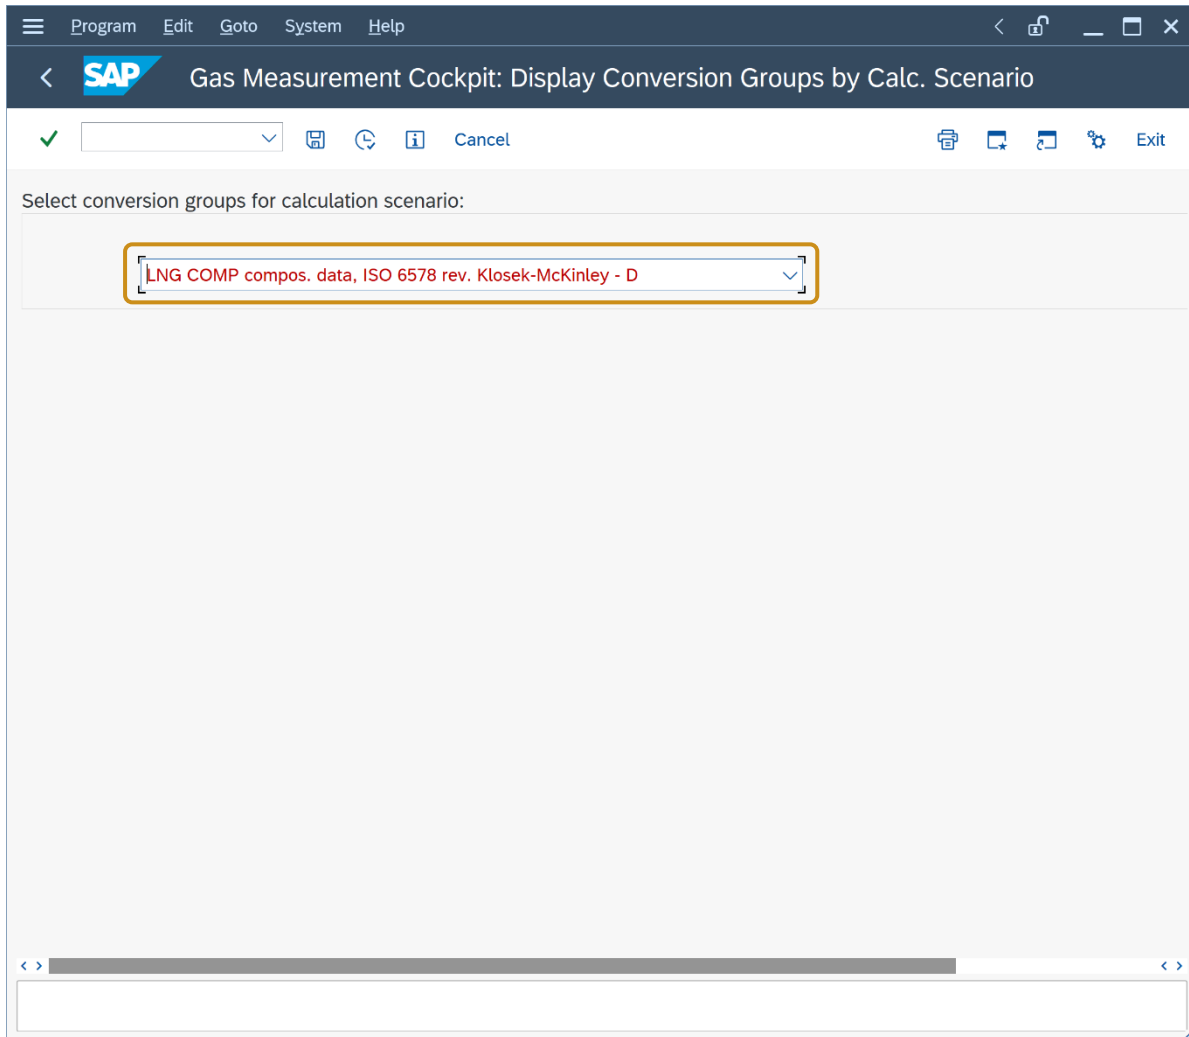 Program Edit Goto System Help
SAP Gas Measurement Cockpit: Display Conversion Groups by Calc. Scenario
Cancel Exit
Select conversion groups for calculation scenario:
LNG COMP compos. data, ISO 6578 rev. Klosek-McKinley - D